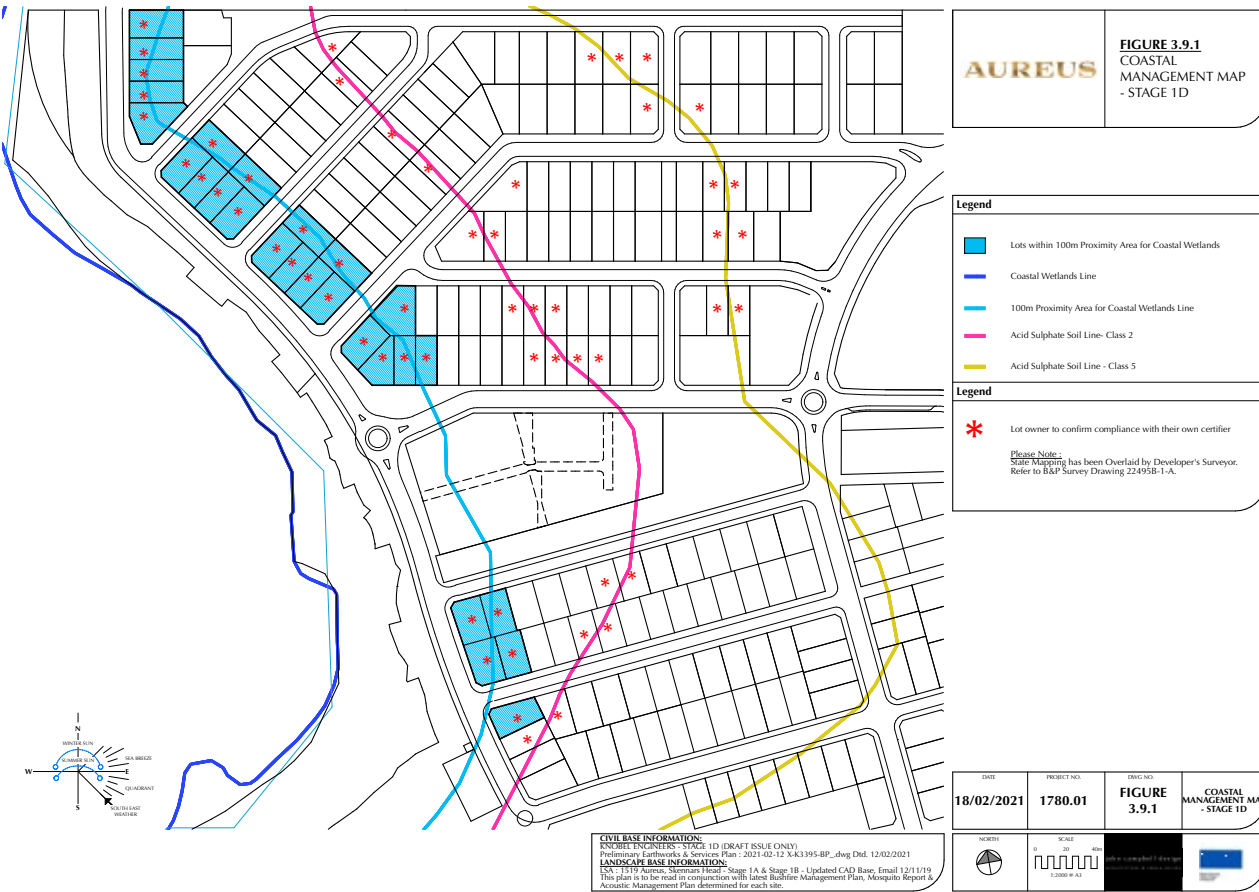 AUREUS
FIGURE 3.9.1
COASTAL
MANAGEMENT MAP
- STAGE 1D
Legend
Lots within 100m Proximity Area for Coastal Wetlands
Coastal Wetlands Line
100m Proximity Area for Coastal Wetlands Line
Acid Sulphate Soil Line- Class 2
Acid Sulphate Soil Line - Class 5
Legend
* Lot owner to confirm compliance with their own certifier
Please Note :
State Mapping has been Overlaid by Developer's Surveyor.
Refer to B&P Survey Drawing 22495B-1-A.
N
WINTER SUN
SUMMER SUN
SEA BREEZE
W
E
QUADRANT
S
SOUTH EAST
WEATHER
DATE
18/02/2021
PROJECT NO.
1780.01
DWG NO.
FIGURE
3.9.1
COASTAL
MANAGEMENT MA
- STAGE 1D
NORTH
SCALE
0 20 40m
1:2000 @ A3
CIVIL BASE INFORMATION:
KNOBEL ENGINEERS - STAGE 1D (DRAFT ISSUE ONLY)
Preliminary Earthworks & Services Plan : 2021-02-12 X-K3395-BP_.dwg Dtd. 12/02/2021
LANDSCAPE BASE INFORMATION:
LSA : 1519 Aureus, Skennars Head - Stage 1A & Stage 1B - Updated CAD Base, Email 12/11/19
This plan is to be read in conjunction with latest Bushfire Management Plan, Mosquito Report &
Acoustic Management Plan determined for each site.